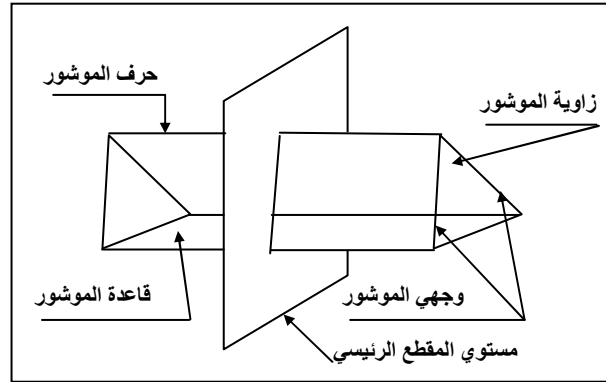 حرف الموشور
زاوية الموشور
قاعدة الموشور
وجهي الموشور
مستوي المقطع الرئيسي